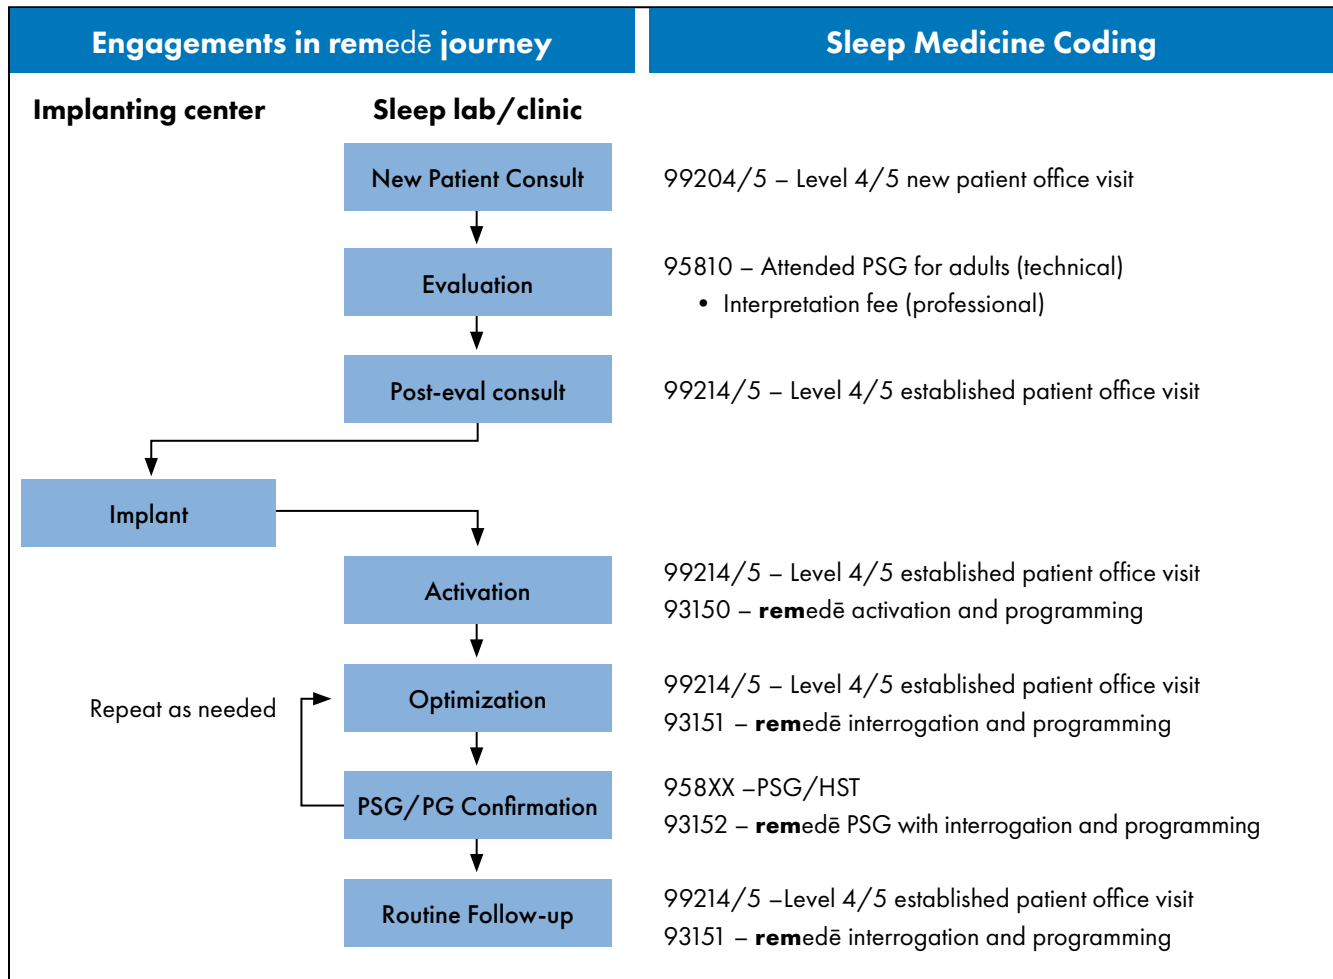 Engagements in remedē journey
Sleep Medicine Coding
Implanting center
Sleep lab/clinic
New Patient Consult
99204/5 – Level 4/5 new patient office visit
Evaluation
95810 – Attended PSG for adults (technical)
• Interpretation fee (professional)
Post-eval consult
99214/5 – Level 4/5 established patient office visit
Implant
Activation
99214/5 – Level 4/5 established patient office visit
93150 – remedē activation and programming
Repeat as needed
Optimization
99214/5 – Level 4/5 established patient office visit
93151 – remedē interrogation and programming
PSG/PG Confirmation
958XX –PSG/HST
93152 – remedē PSG with interrogation and programming
Routine Follow-up
99214/5 –Level 4/5 established patient office visit
93151 – remedē interrogation and programming